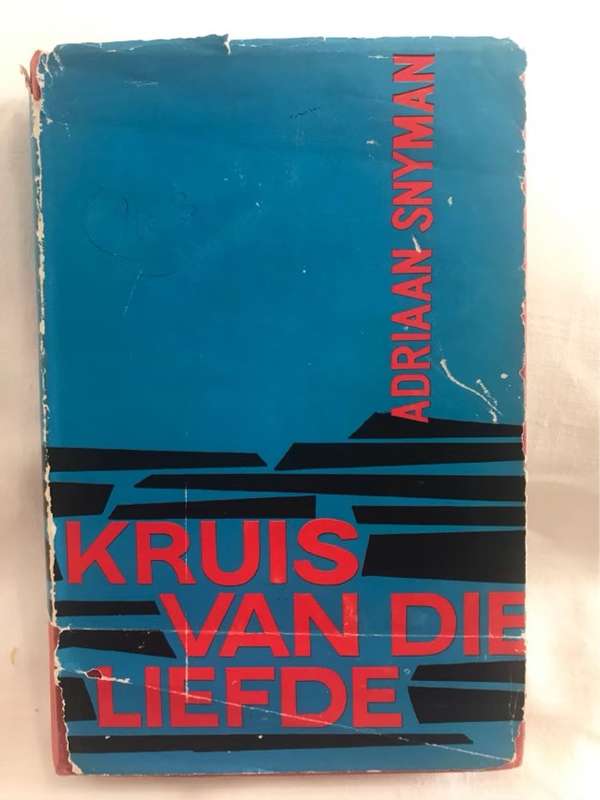 ADRIAAN SNYMAN
KRUIS
VAN DIE
LIEFDE